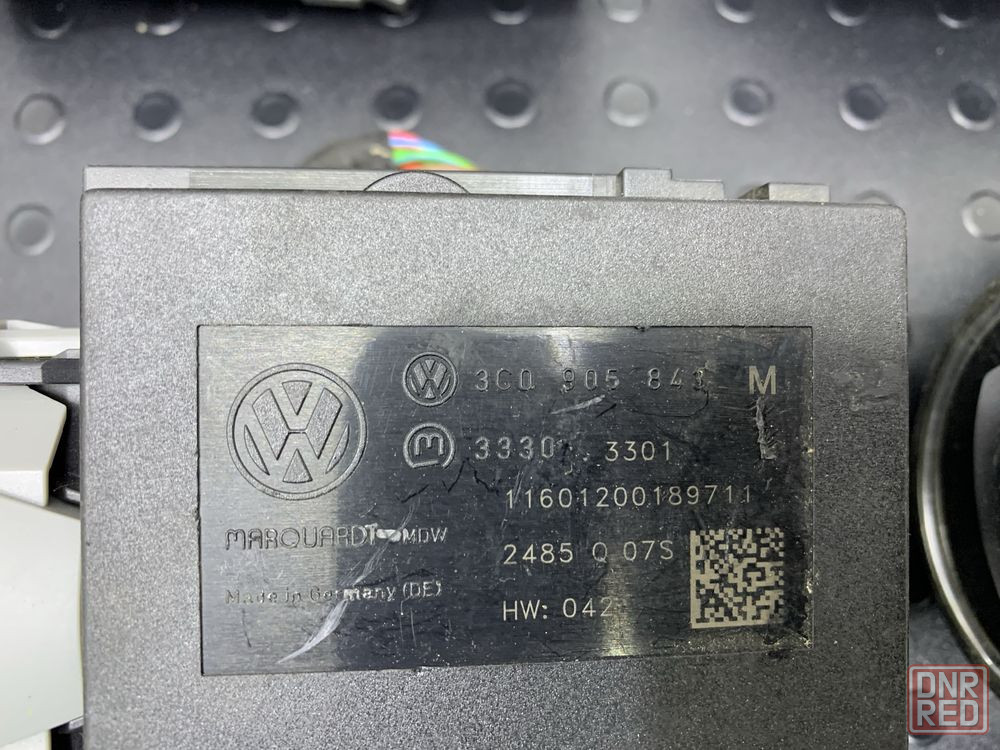 3C0 905 843 M
3330. 3301
11601200189711
MARQUARDT MDW
2485 Q 07S
Made in Germany (DE)
HW: 042
DNR
RED